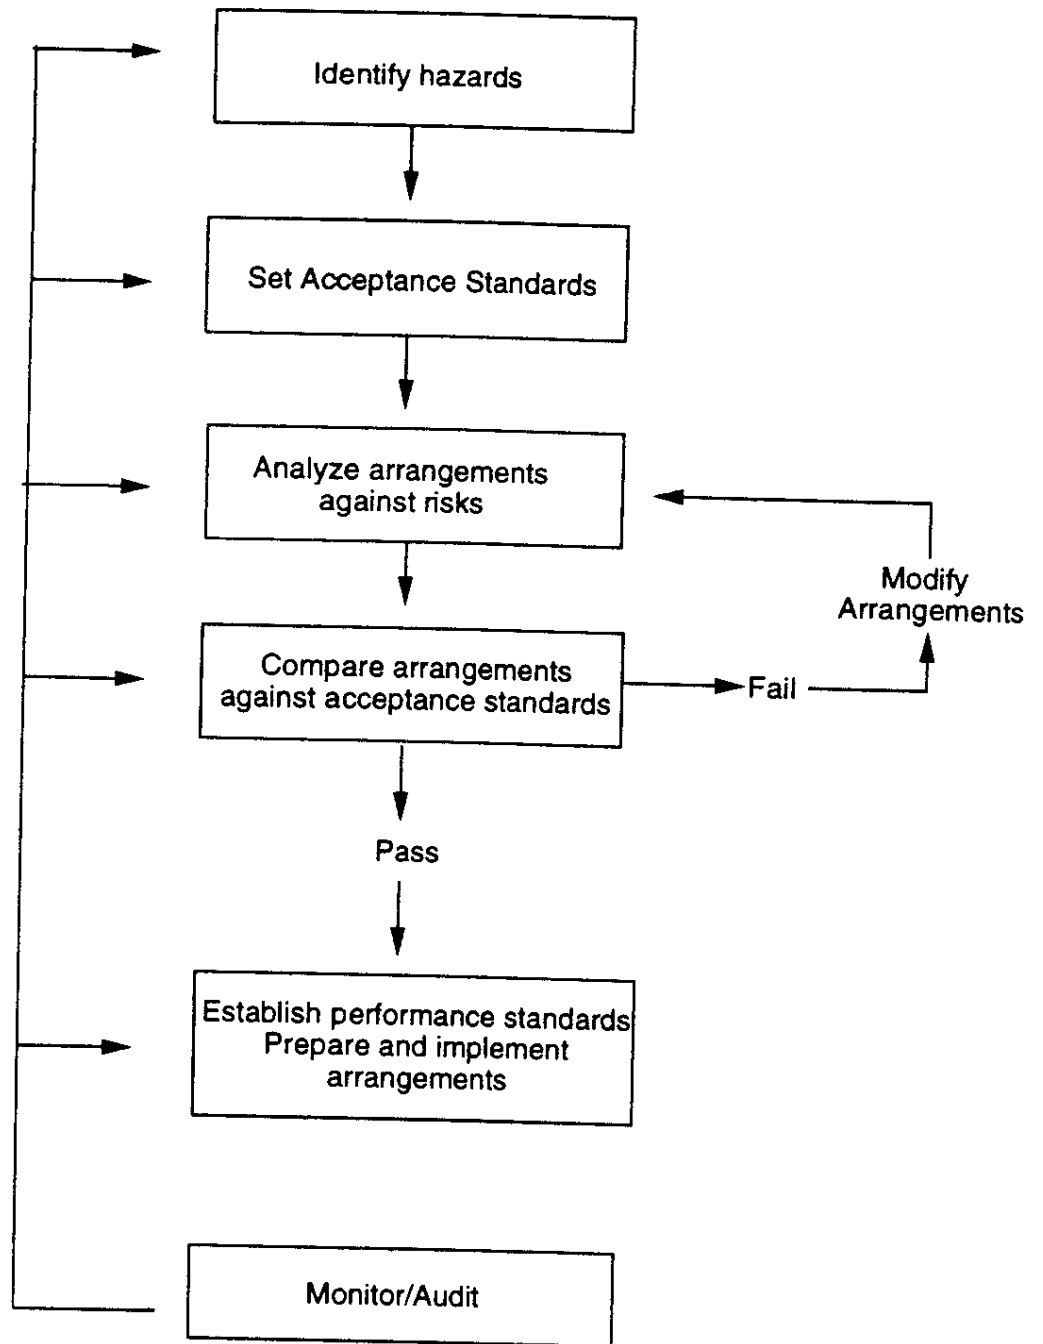 Identify hazards
Set Acceptance Standards
Analyze arrangements
against risks
Modify
Arrangements
Compare arrangements
against acceptance standards
Fail
Pass
Establish performance standards
Prepare and implement
arrangements
Monitor/Audit